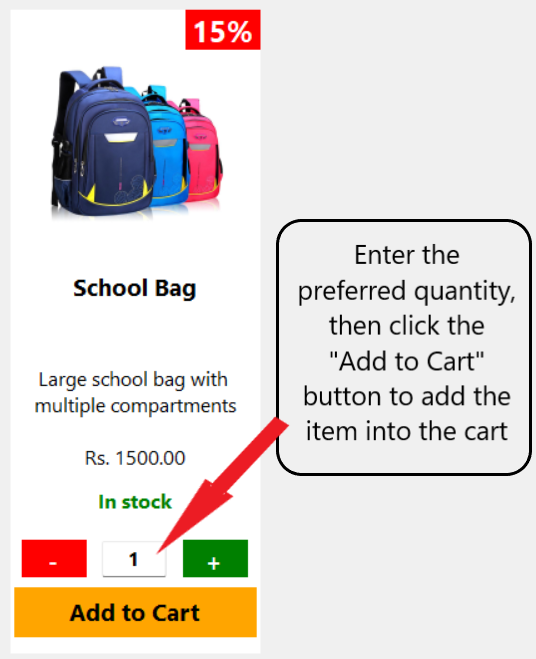 15%
School Bag
Large school bag with
multiple compartments
Rs. 1500.00
In stock
- 1 +
Add to Cart
Enter the
preferred quantity,
then click the
"Add to Cart"
button to add the
item into the cart